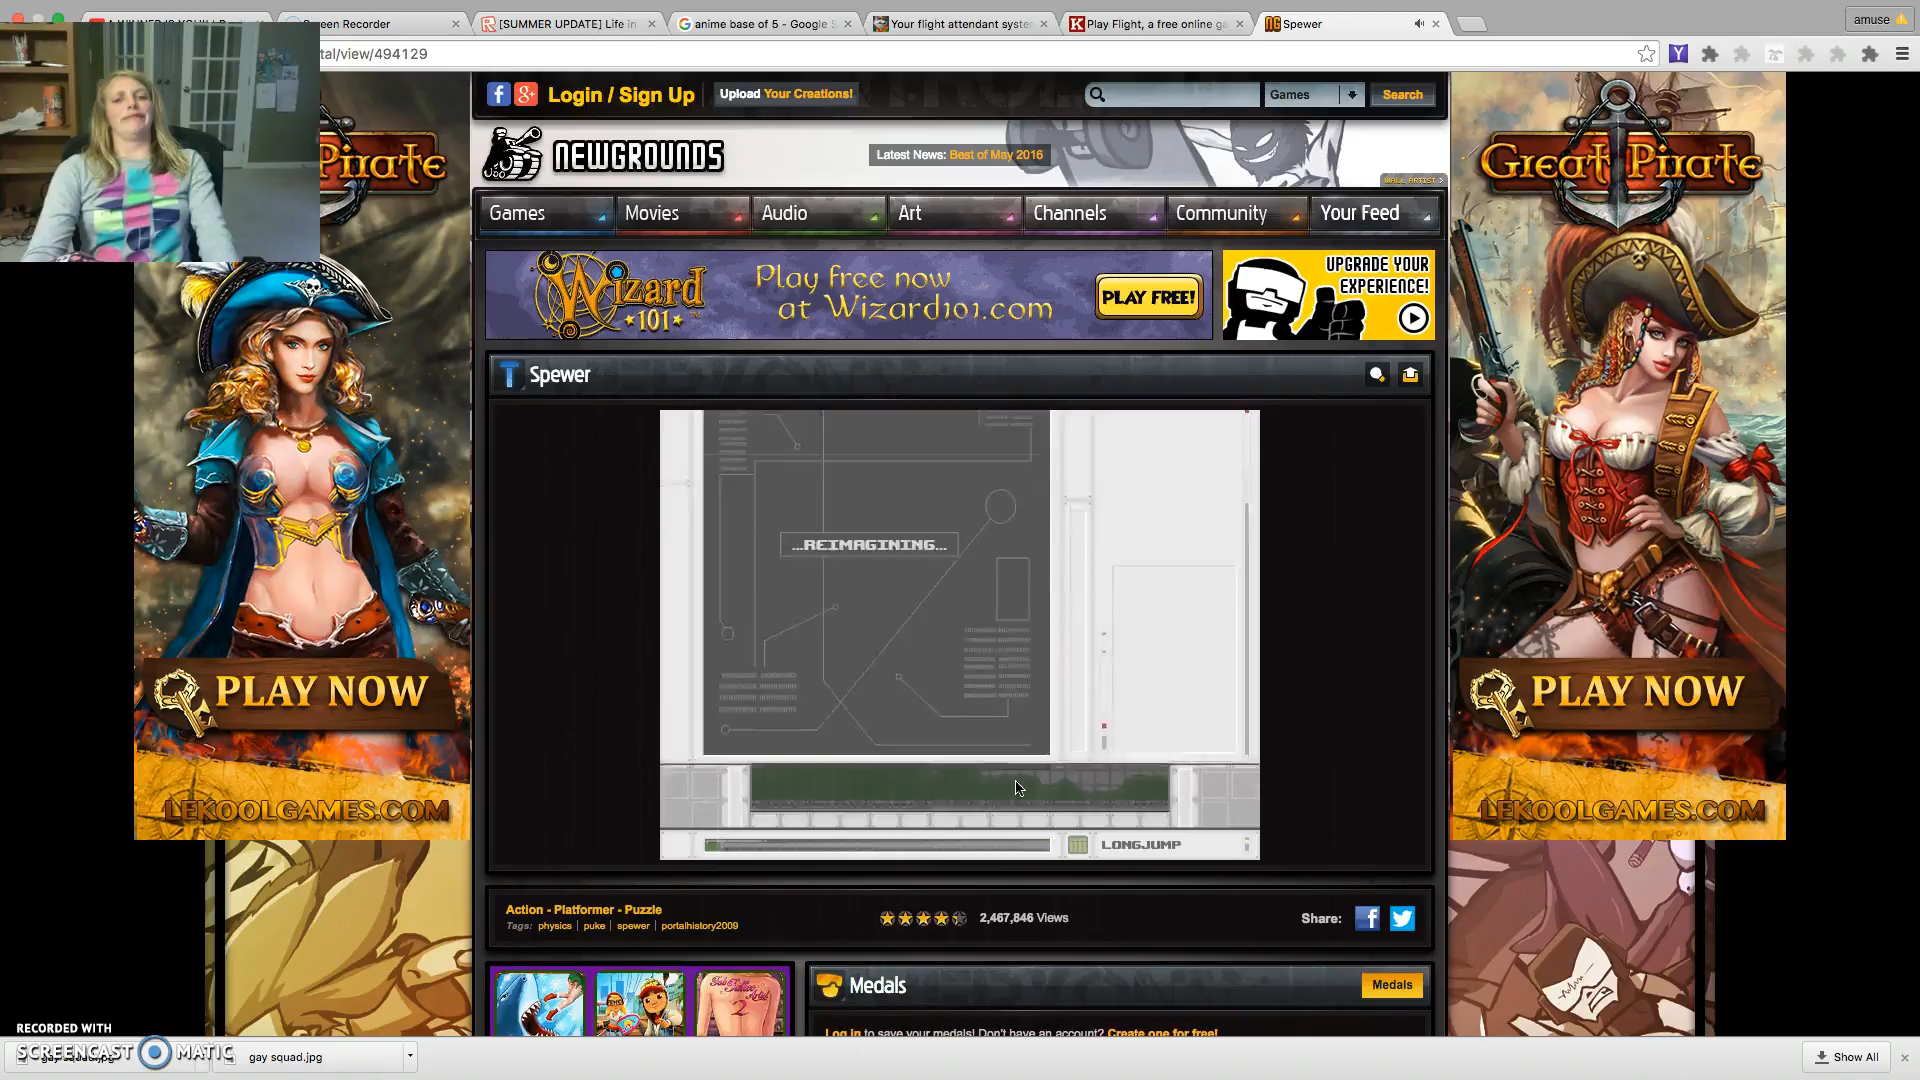 Screen Recorder
[SUMMER UPDATE] Life in
anime base of 5 - Google S
Your flight attendant syste
Play Flight, a free online ga
Spewer
amuse
tal/view/494129
Login / Sign Up
Upload Your Creations!
Games
Search
NEWGROUNDS
Latest News: Best of May 2016
Games
Movies
Audio
Art
Channels
Community
Your Feed
Wizard
101
Play free now
at Wizard101.com
PLAY FREE!
UPGRADE YOUR
EXPERIENCE!
Pirate
PLAY NOW
LEKOOLGAMES.COM
Great Pirate
PLAY NOW
LEKOOLGAMES.COM
Spewer
...REIMAGINING...
LONGJUMP
Action - Platformer - Puzzle
Tags: physics | puke | spewer | portalhistory2009
2,467,846 Views
Share:
Medals
Medals
Log in to save your medals! Don't have an account? Create one for free!
RECORDED WITH
SCREENCAST MATIC
gay squad.jpg
Show All